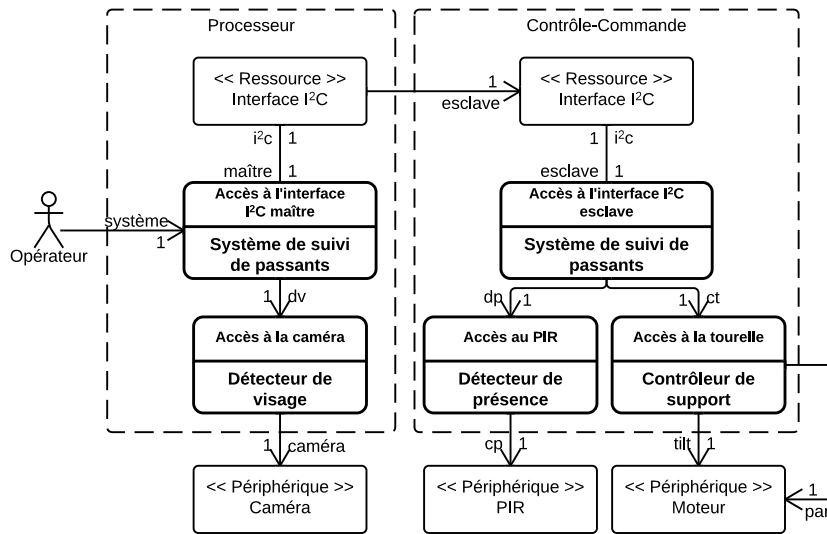 Processeur
Contrôle-Commande
<< Ressource >>
Interface I²C
1
esclave
<< Ressource >>
Interface I²C
i²c 1
maître 1
1 i²c
esclave 1
Accès à l'interface
I²C maître
Système de suivi
de passants
Accès à l'interface I²C
esclave
Système de suivi de
passants
Opérateur
système
1
1 dv
dp 1
1 ct
Accès à la caméra
Détecteur de
visage
Accès au PIR
Détecteur de
présence
Accès à la tourelle
Contrôleur de
support
1 caméra
cp 1
tilt 1
<< Périphérique >>
Caméra
<< Périphérique >>
PIR
<< Périphérique >>
Moteur
1